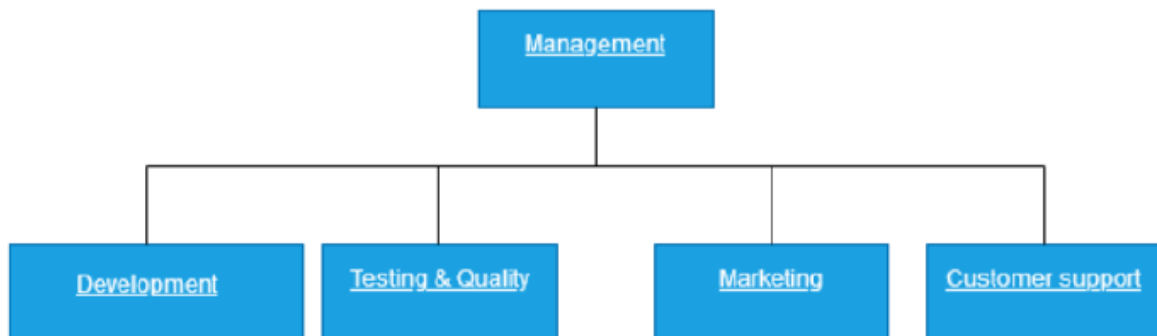 Management
Development
Testing & Quality
Marketing
Customer support